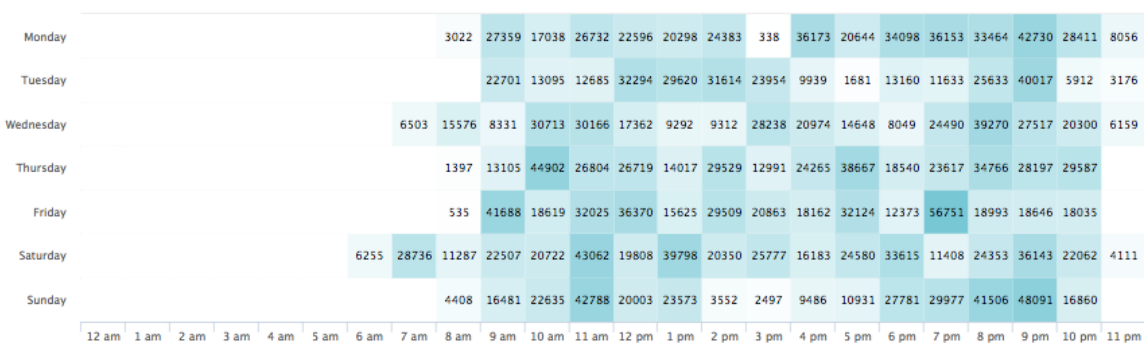 Monday 3022 27359 17038 26732 22596 20298 24383 338 36173 20644 34098 36153 33464 42730 28411 8056
Tuesday 22701 13095 12685 32294 29620 31614 23954 9939 1681 13160 11633 25633 40017 5912 3176
Wednesday 6503 15576 8331 30713 30166 17362 9292 9312 28238 20974 14648 8049 24490 39270 27517 20300 6159
Thursday 1397 13105 44902 26804 26719 14017 29529 12991 24265 38667 18540 23617 34766 28197 29587
Friday 535 41688 18619 32025 36370 15625 29509 20863 18162 32124 12373 56751 18993 18646 18035
Saturday 6255 28736 11287 22507 20722 43062 19808 39798 20350 25777 16183 24580 33615 11408 24353 36143 22062 4111
Sunday 4408 16481 22635 42788 20003 23573 3552 2497 9486 10931 27781 29977 41506 48091 16860
12 am 1 am 2 am 3 am 4 am 5 am 6 am 7 am 8 am 9 am 10 am 11 am 12 pm 1 pm 2 pm 3 pm 4 pm 5 pm 6 pm 7 pm 8 pm 9 pm 10 pm 11 pm